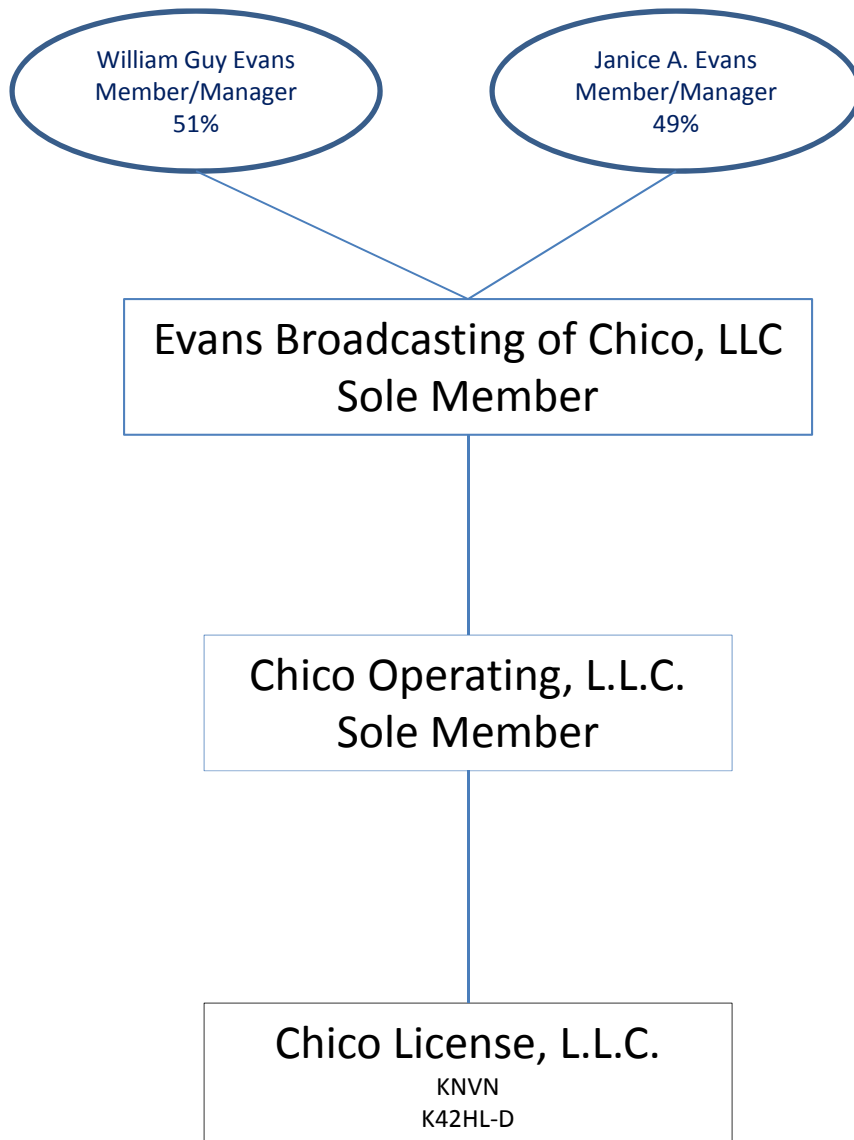 William Guy Evans
Member/Manager
51%
Janice A. Evans
Member/Manager
49%
Evans Broadcasting of Chico, LLC
Sole Member
Chico Operating, L.L.C.
Sole Member
Chico License, L.L.C.
KNVN
K42HL-D